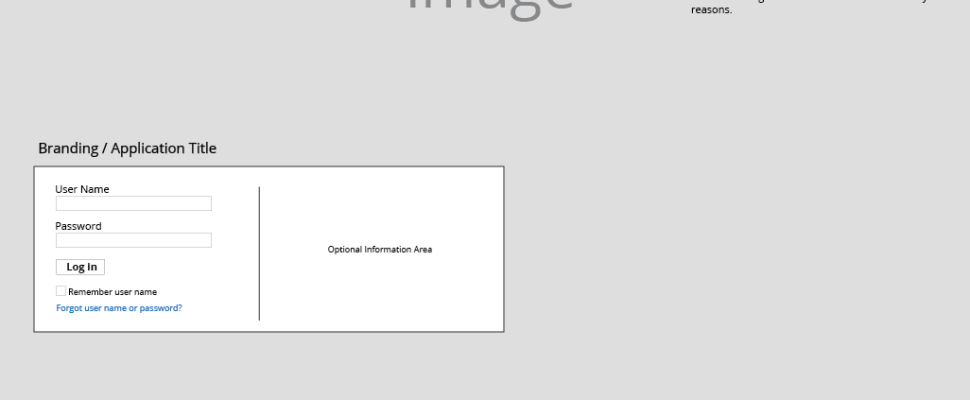 Image
reasons.
Branding / Application Title
User Name
Password
Optional Information Area
Log In
Remember user name
Forgot user name or password?